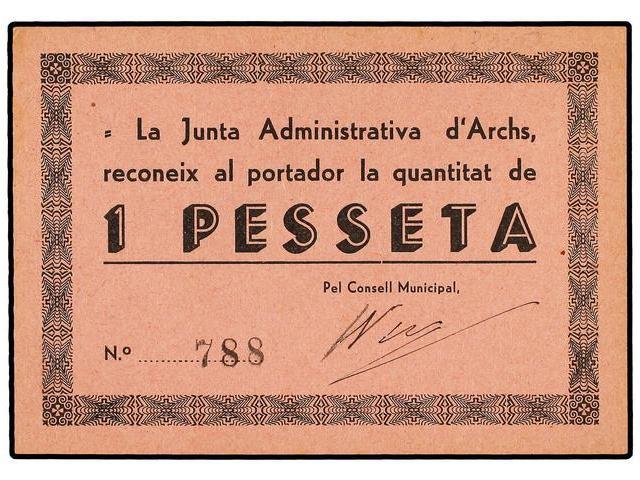 = La Junta Administrativa d'Archs,
reconeix al portador la quantitat de
1 PESSETA
Pel Consell Municipal,
N.º 788